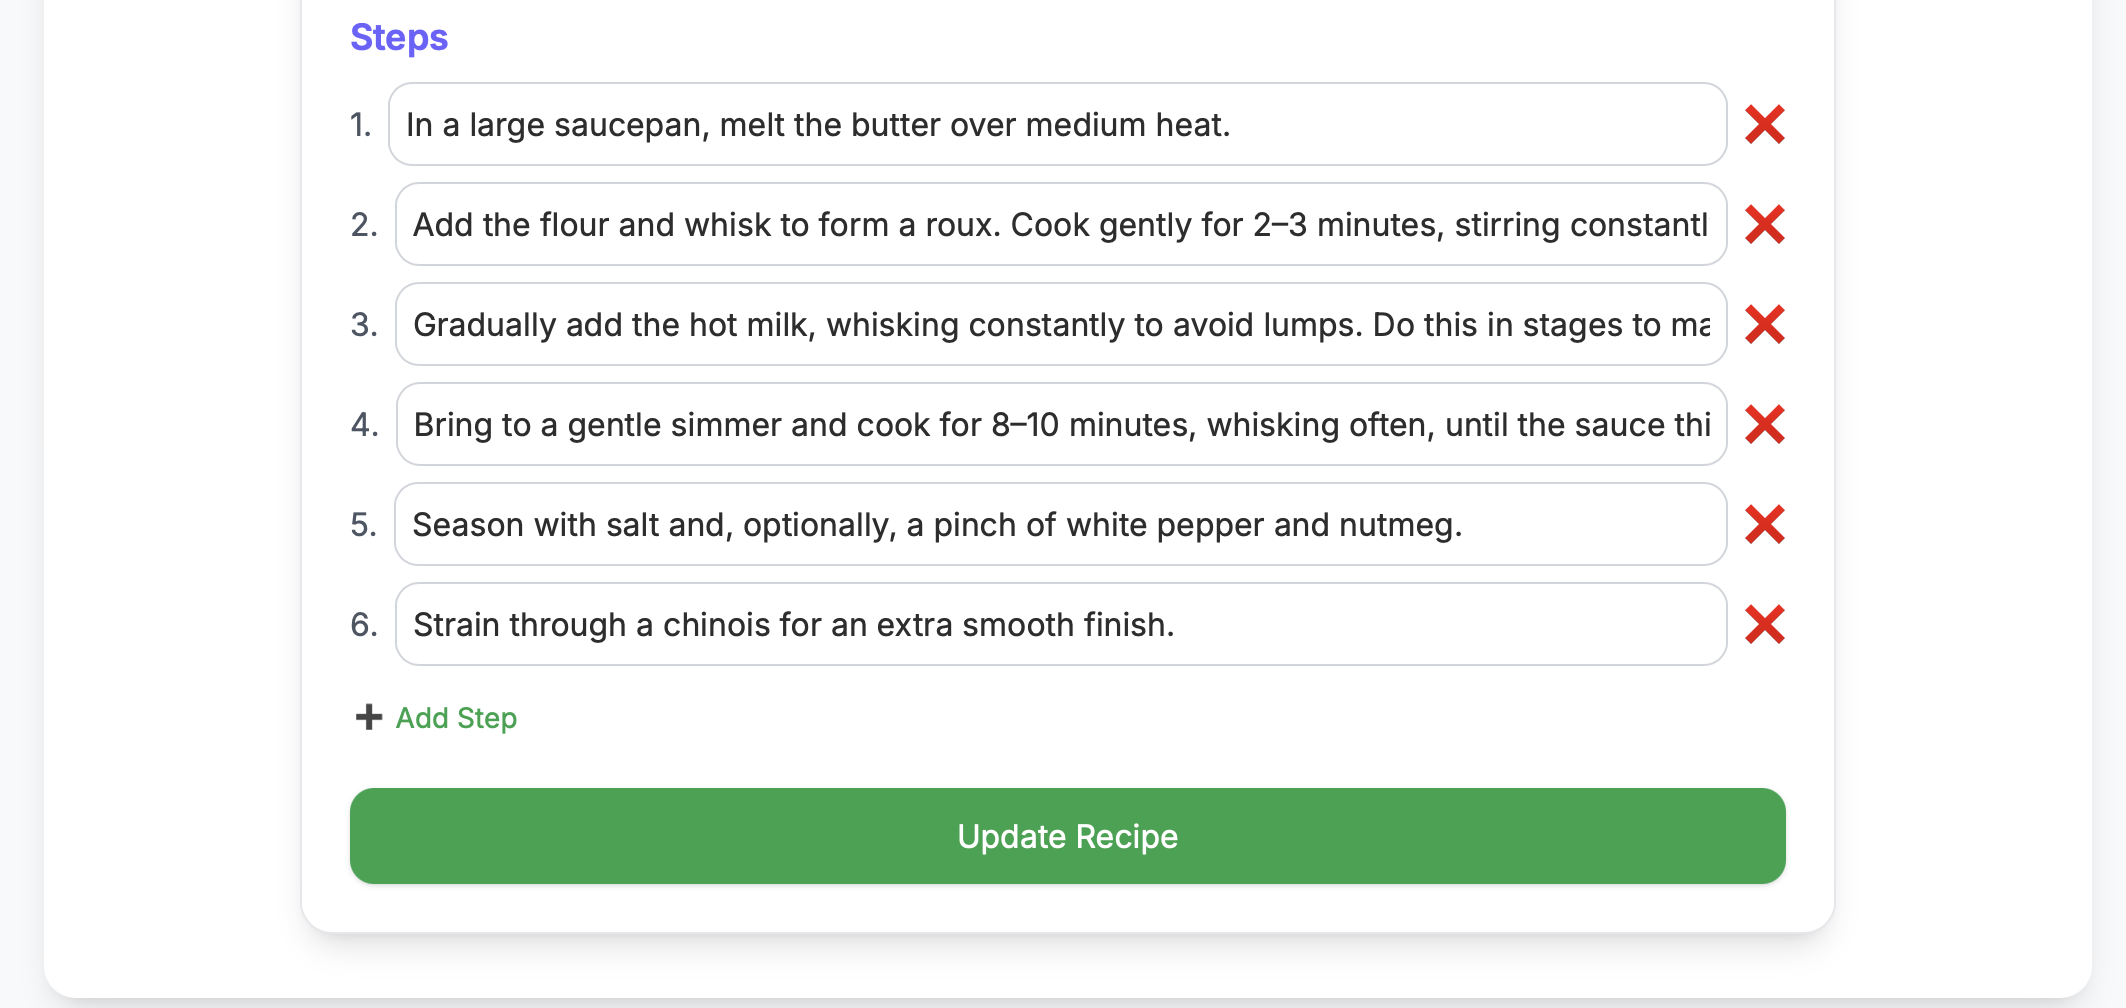 Steps
1. In a large saucepan, melt the butter over medium heat.
2. Add the flour and whisk to form a roux. Cook gently for 2–3 minutes, stirring constantl
3. Gradually add the hot milk, whisking constantly to avoid lumps. Do this in stages to ma
4. Bring to a gentle simmer and cook for 8–10 minutes, whisking often, until the sauce thi
5. Season with salt and, optionally, a pinch of white pepper and nutmeg.
6. Strain through a chinois for an extra smooth finish.
Add Step
Update Recipe